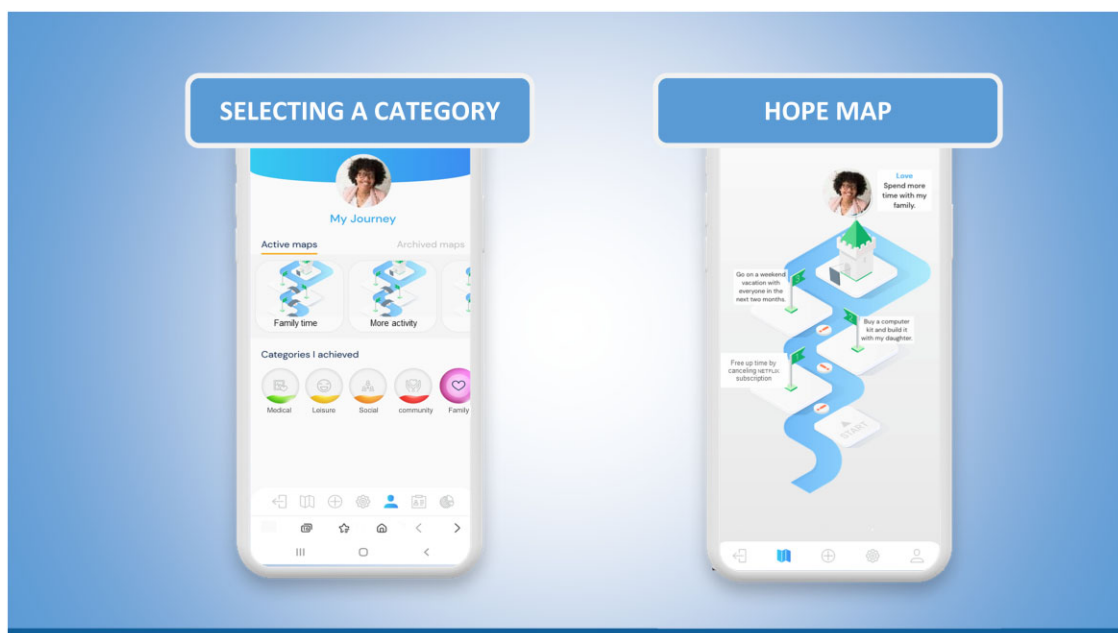 SELECTING A CATEGORY
My Journey
Active maps
Archived maps
Family time
More activity
Categories I achieved
Medical
Leisure
Social
community
Family
HOPE MAP
Love
Spend more
time with my
family.
Go on a weekend
vacation with
everyone in the
next two months.
3
2
Buy a computer
kit and build it
with my daughter.
Free up time by
canceling NETFLIX
subscription
START